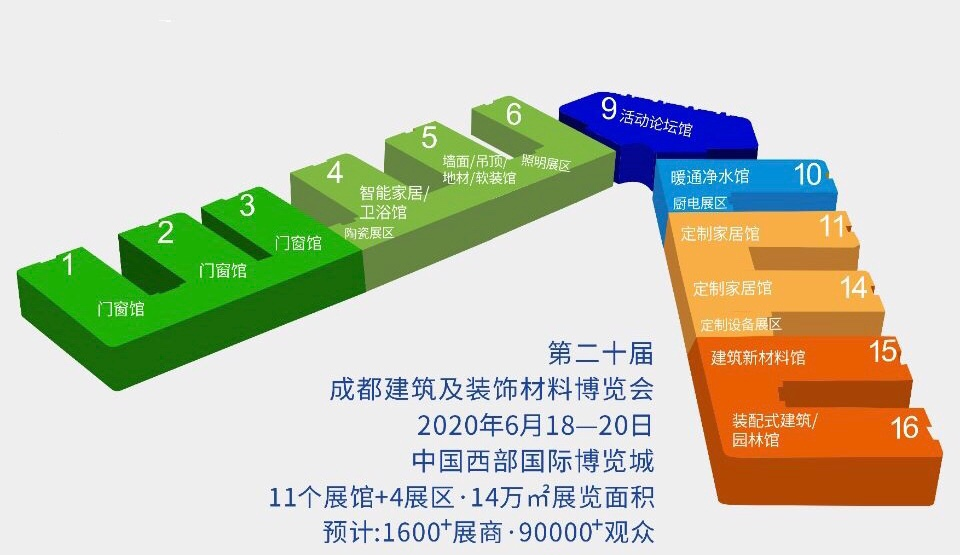 1
门窗馆
2
门窗馆
3
门窗馆
4
智能家居/
卫浴馆
陶瓷展区
5
墙面/吊顶/
地材/软装馆
6
照明展区
9 活动论坛馆
暖通净水馆 10
厨电展区
定制家居馆 11
定制家居馆 14
定制设备展区
建筑新材料馆 15
装配式建筑/
园林馆 16
第二十届
成都建筑及装饰材料博览会
2020年6月18—20日
中国西部国际博览城
11个展馆+4展区·14万㎡展览面积
预计:1600⁺展商·90000⁺观众